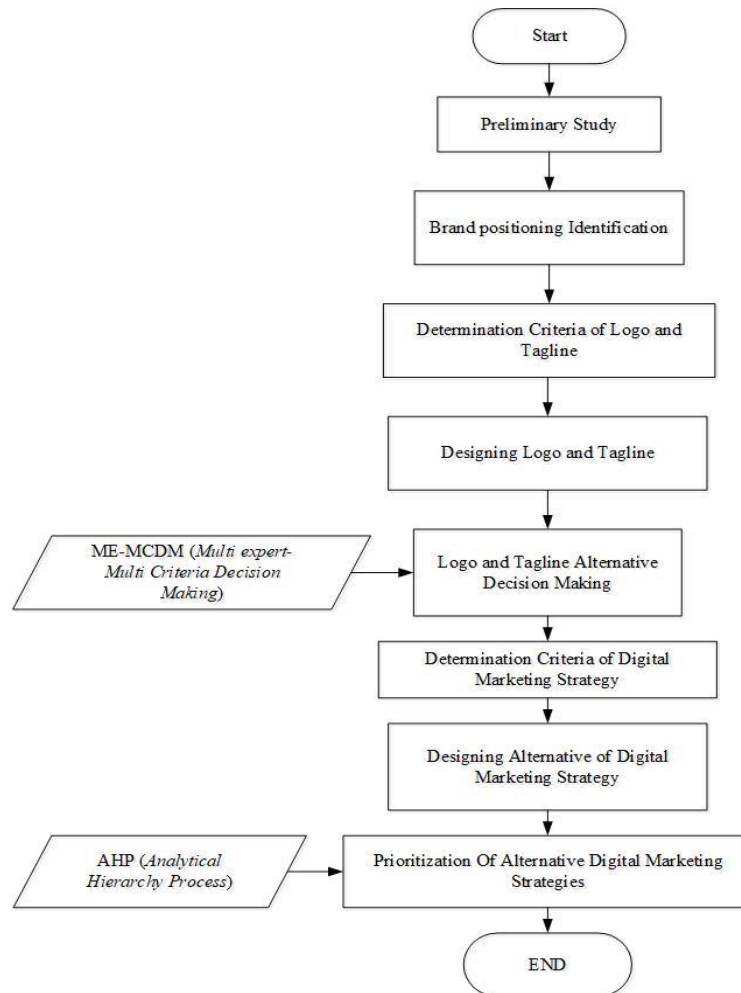 Start
Preliminary Study
Brand positioning Identification
Determination Criteria of Logo and
Tagline
Designing Logo and Tagline
ME-MCDM (Multi expert-
Multi Criteria Decision
Making)
Logo and Tagline Alternative
Decision Making
Determination Criteria of Digital
Marketing Strategy
Designing Alternative of Digital
Marketing Strategy
AHP (Analytical
Hierarchy Process)
Prioritization Of Alternative Digital Marketing
Strategies
END